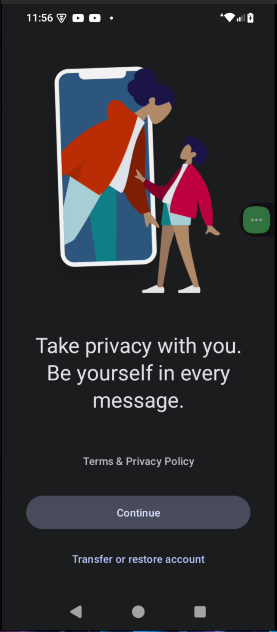 11:56
Take privacy with you.
Be yourself in every
message.
Terms & Privacy Policy
Continue
Transfer or restore account